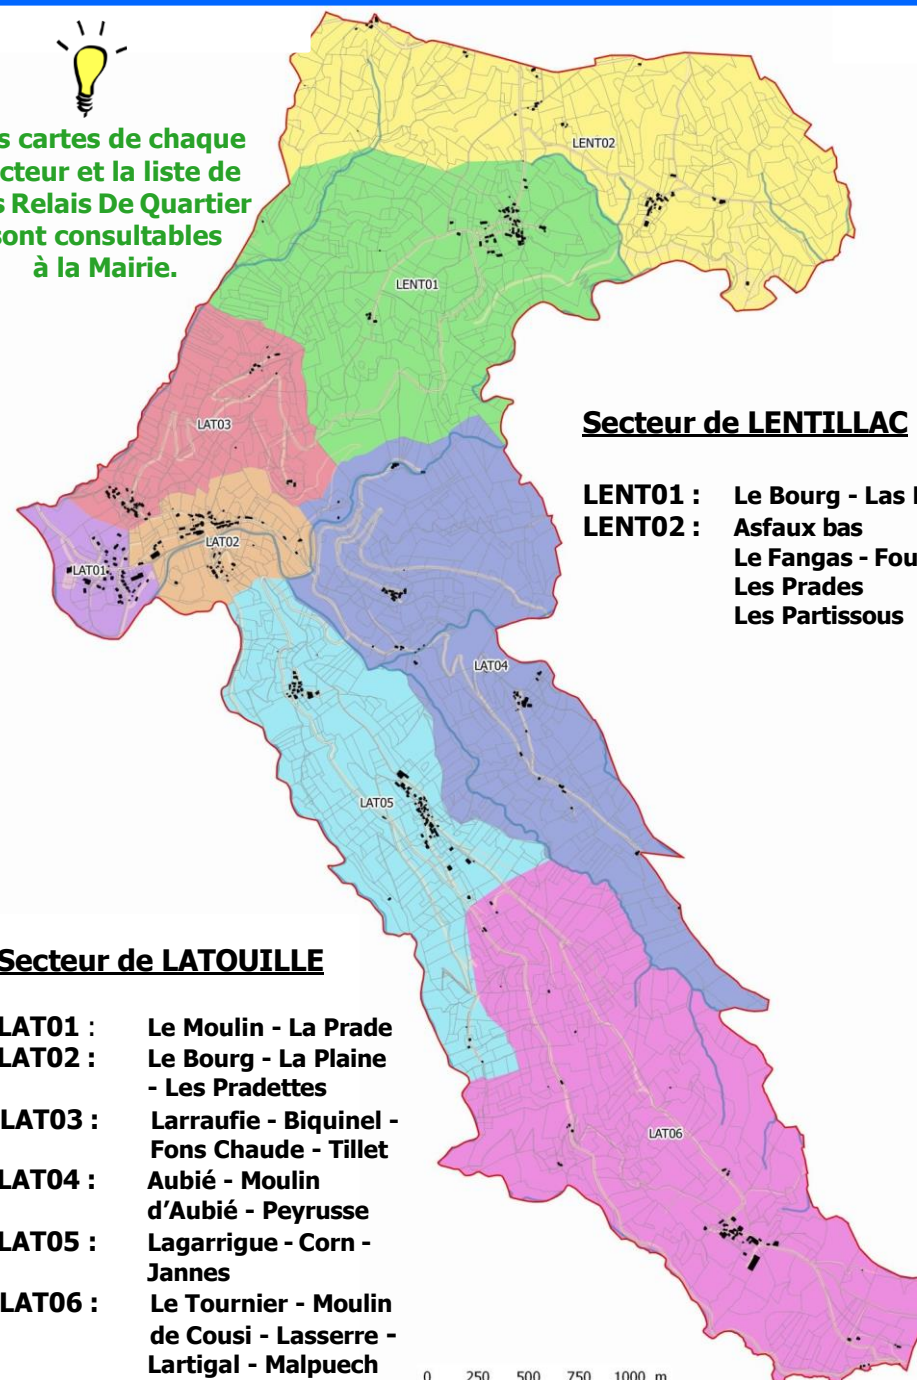 s cartes de chaque
cteur et la liste de
s Relais De Quartier
sont consultables
à la Mairie.
LENT02
LENT01
LAT03
LAT02
LAT01
LAT04
LAT05
LAT06
Secteur de LENTILLAC
LENT01 : Le Bourg - Las
LENT02 : Asfaux bas
Le Fangas - Fou
Les Prades
Les Partissous
Secteur de LATOUILLE
LAT01 : Le Moulin - La Prade
LAT02 : Le Bourg - La Plaine
- Les Pradettes
LAT03 : Larraufie - Biquinel -
Fons Chaude - Tillet
LAT04 : Aubié - Moulin
d'Aubié - Peyrusse
LAT05 : Lagarrigue - Corn -
Jannes
LAT06 : Le Tournier - Moulin
de Cousi - Lasserre -
Lartigal - Malpuech
0 250 500 750 1000 m